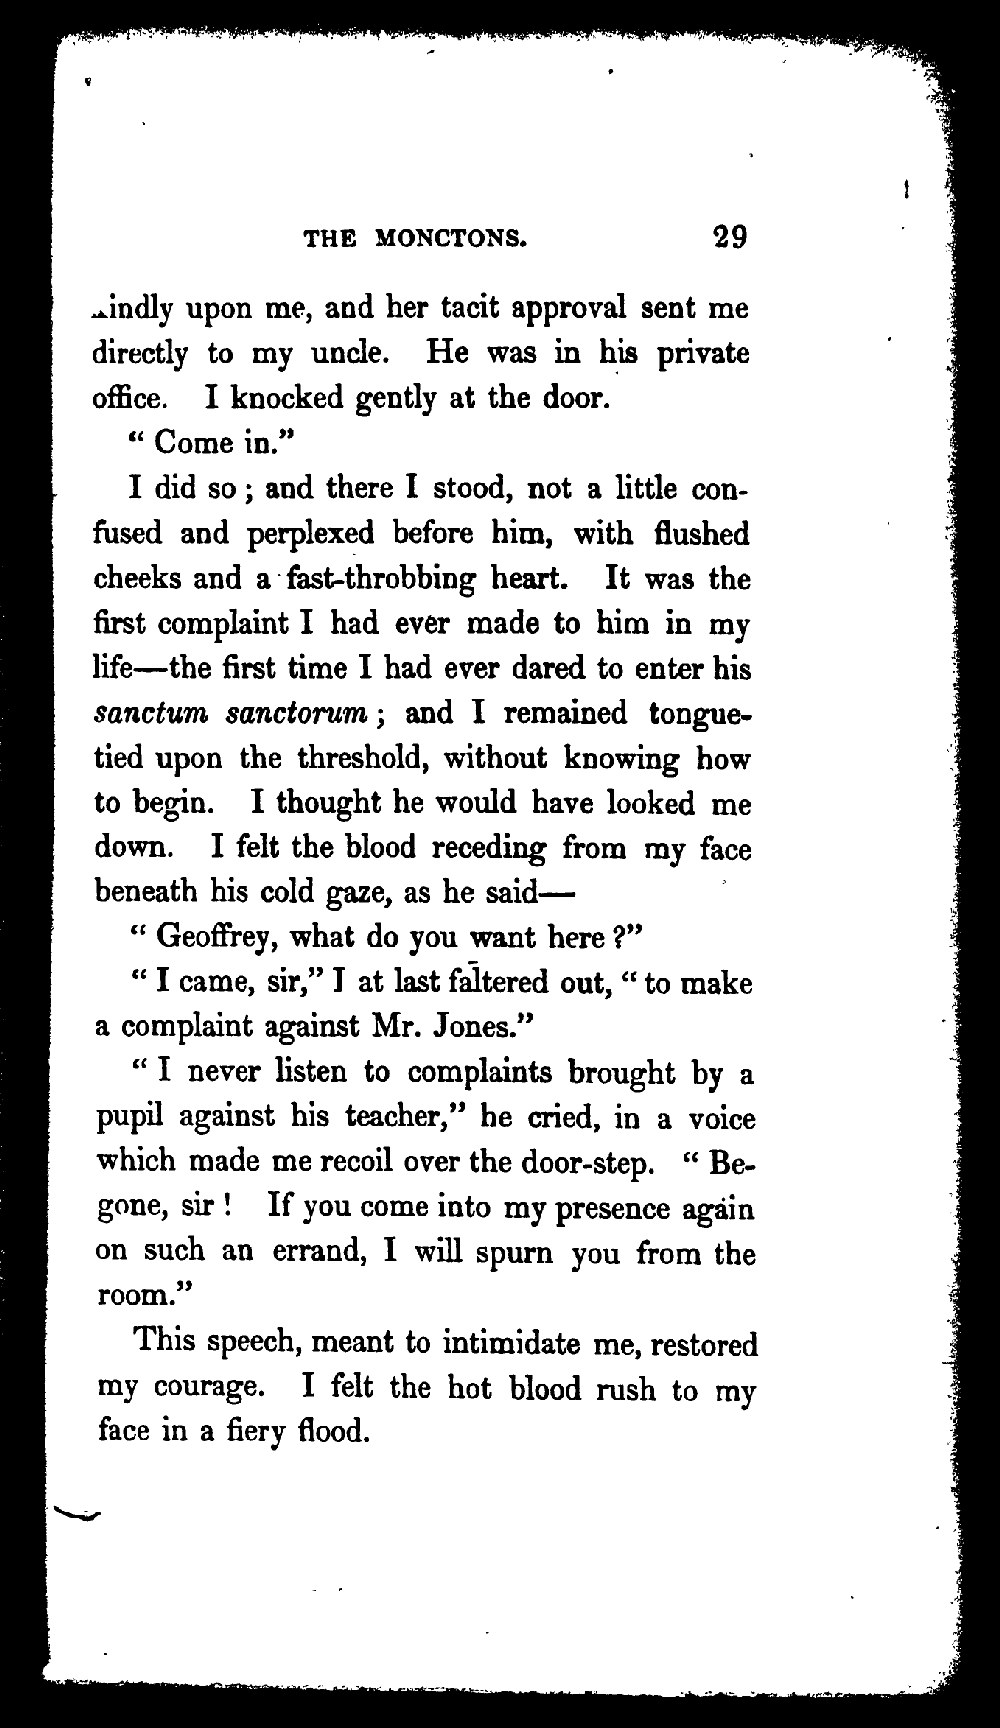 THE MONCTONS. 29
indly upon me, and her tacit approval sent me
directly to my uncle. He was in his private
office. I knocked gently at the door.
“ Come in.”
I did so ; and there I stood, not a little con-
fused and perplexed before him, with flushed
cheeks and a fast-throbbing heart. It was the
first complaint I had ever made to him in my
life—the first time I had ever dared to enter his
sanctum sanctorum ; and I remained tongue-
tied upon the threshold, without knowing how
to begin. I thought he would have looked me
down. I felt the blood receding from my face
beneath his cold gaze, as he said—
“ Geoffrey, what do you want here ?”
“ I came, sir,” I at last faltered out, “ to make
a complaint against Mr. Jones.”
“ I never listen to complaints brought by a
pupil against his teacher,” he cried, in a voice
which made me recoil over the door-step. “ Be-
gone, sir ! If you come into my presence again
on such an errand, I will spurn you from the
room.”
This speech, meant to intimidate me, restored
my courage. I felt the hot blood rush to my
face in a fiery flood.